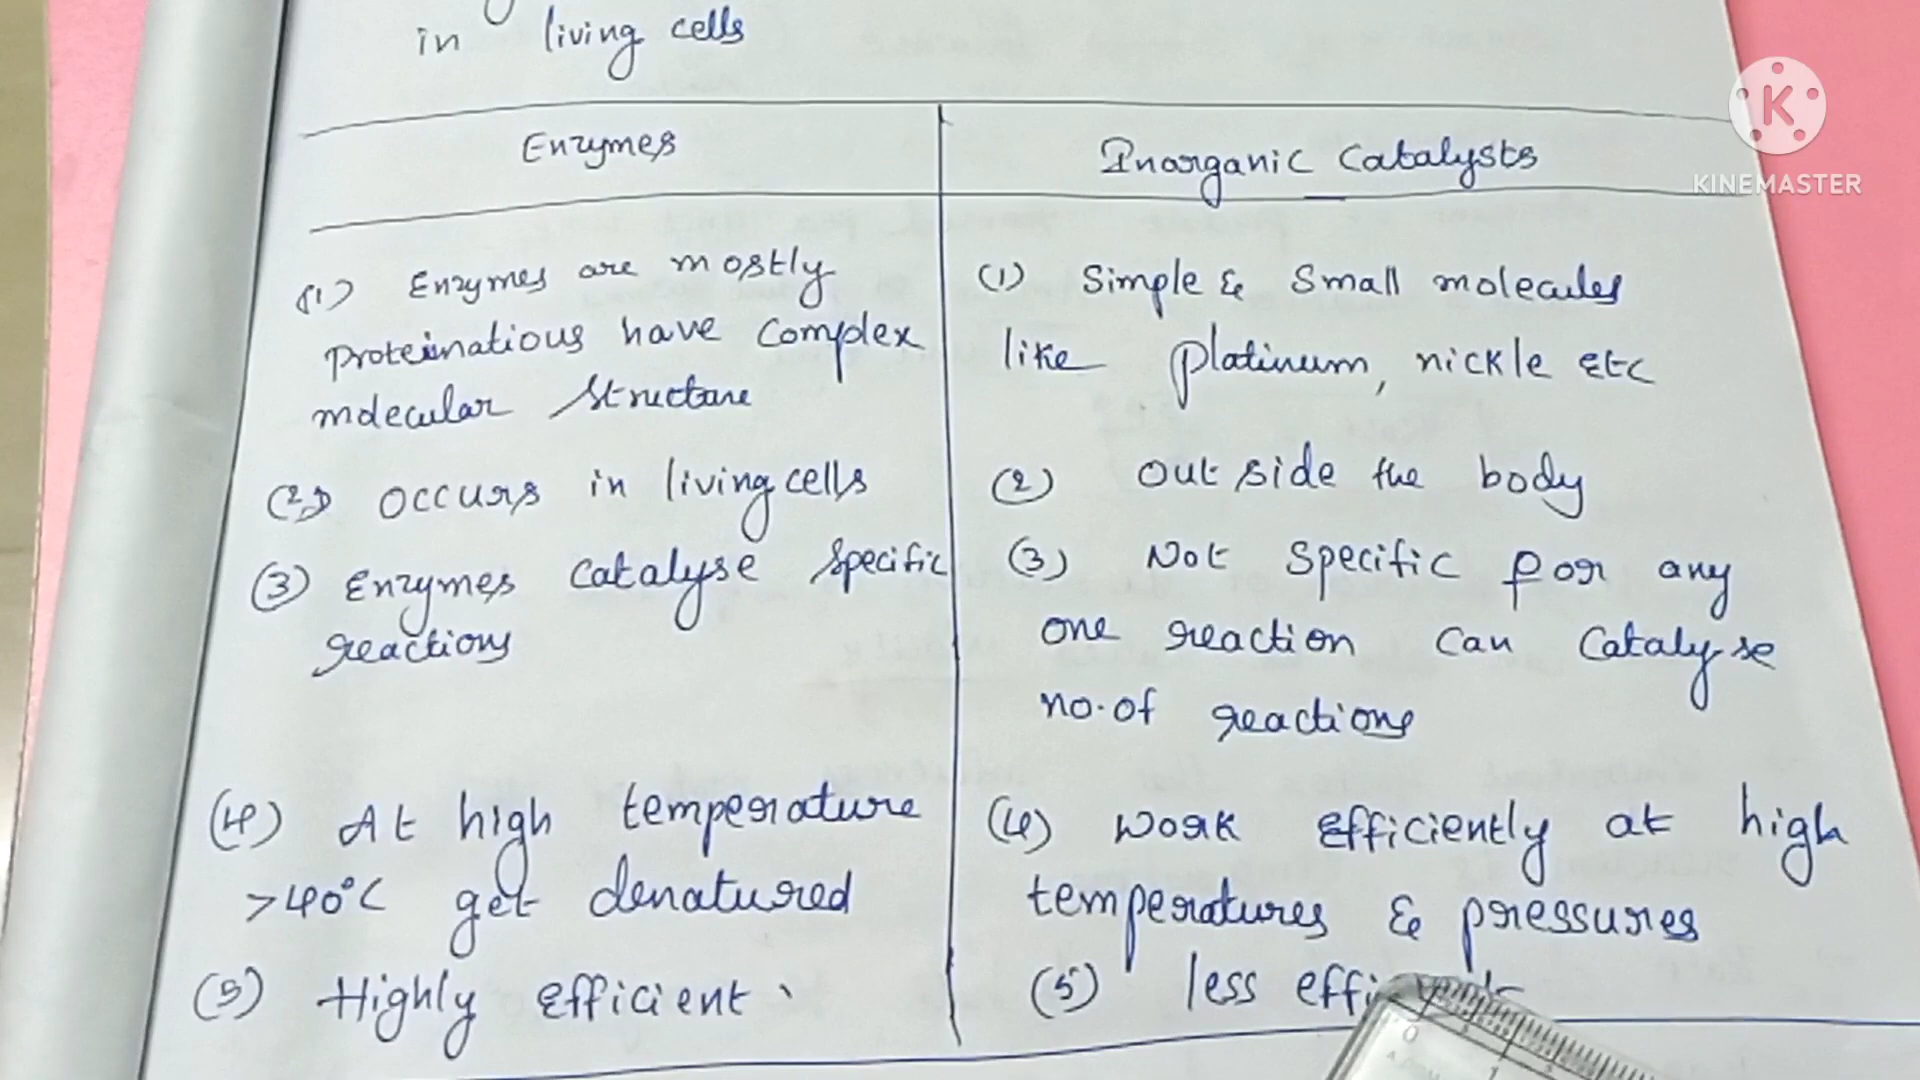 in living cells
Enzymes
Inorganic Catalysts
(1) Enzymes are mostly
proteinatious have complex
molecular structure
(1) Simple & small molecules
like platinum, nickle etc
(2) occurs in living cells
(2) out side the body
(3) Enzymes catalyse specific
reactions
(3) Not specific for any
one reaction can catalyse
no. of reactions
(4) At high temperature
>40°C get denatured
(4) work efficiently at high
temperatures & pressures
(5) Highly efficient
(5) less
K
KINEMASTER
0
1